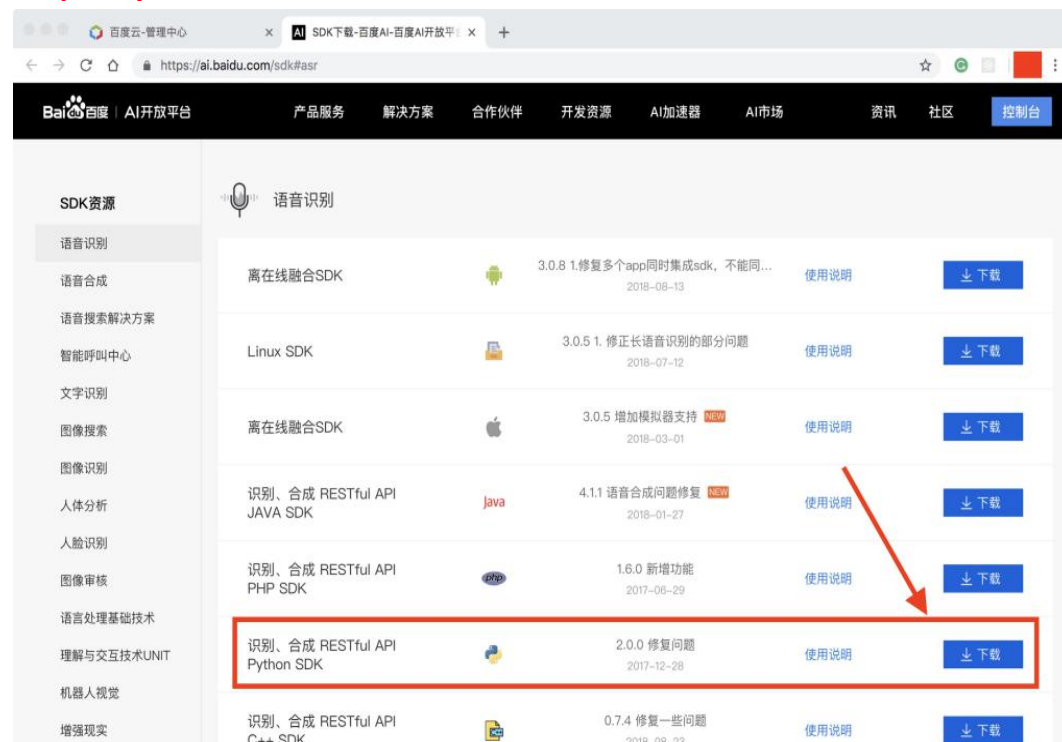 百度云-管理中心
SDK下载-百度AI-百度AI开放平
https://ai.baidu.com/sdk#asr
Bai百度 AI开放平台 产品服务 解决方案 合作伙伴 开发资源 AI加速器 AI市场 资讯 社区 控制台
SDK资源
语音识别
语音合成
语音搜索解决方案
智能呼叫中心
文字识别
图像搜索
图像识别
人体分析
人脸识别
图像审核
语言处理基础技术
理解与交互技术UNIT
机器人视觉
增强现实
语音识别
离在线融合SDK
3.0.8 1.修复多个app同时集成sdk，不能同...
2018-08-13
使用说明
下载
Linux SDK
3.0.5 1. 修正长语音识别的部分问题
2018-07-12
使用说明
下载
离在线融合SDK
3.0.5 增加模拟器支持 NEW
2018-03-01
使用说明
下载
识别、合成 RESTful API
JAVA SDK
Java
4.1.1 语音合成问题修复 NEW
2018-01-27
使用说明
下载
识别、合成 RESTful API
PHP SDK
php
1.6.0 新增功能
2017-06-29
使用说明
下载
识别、合成 RESTful API
Python SDK
2.0.0 修复问题
2017-12-28
使用说明
下载
识别、合成 RESTful API
C++ SDK
0.7.4 修复一些问题
使用说明
下载